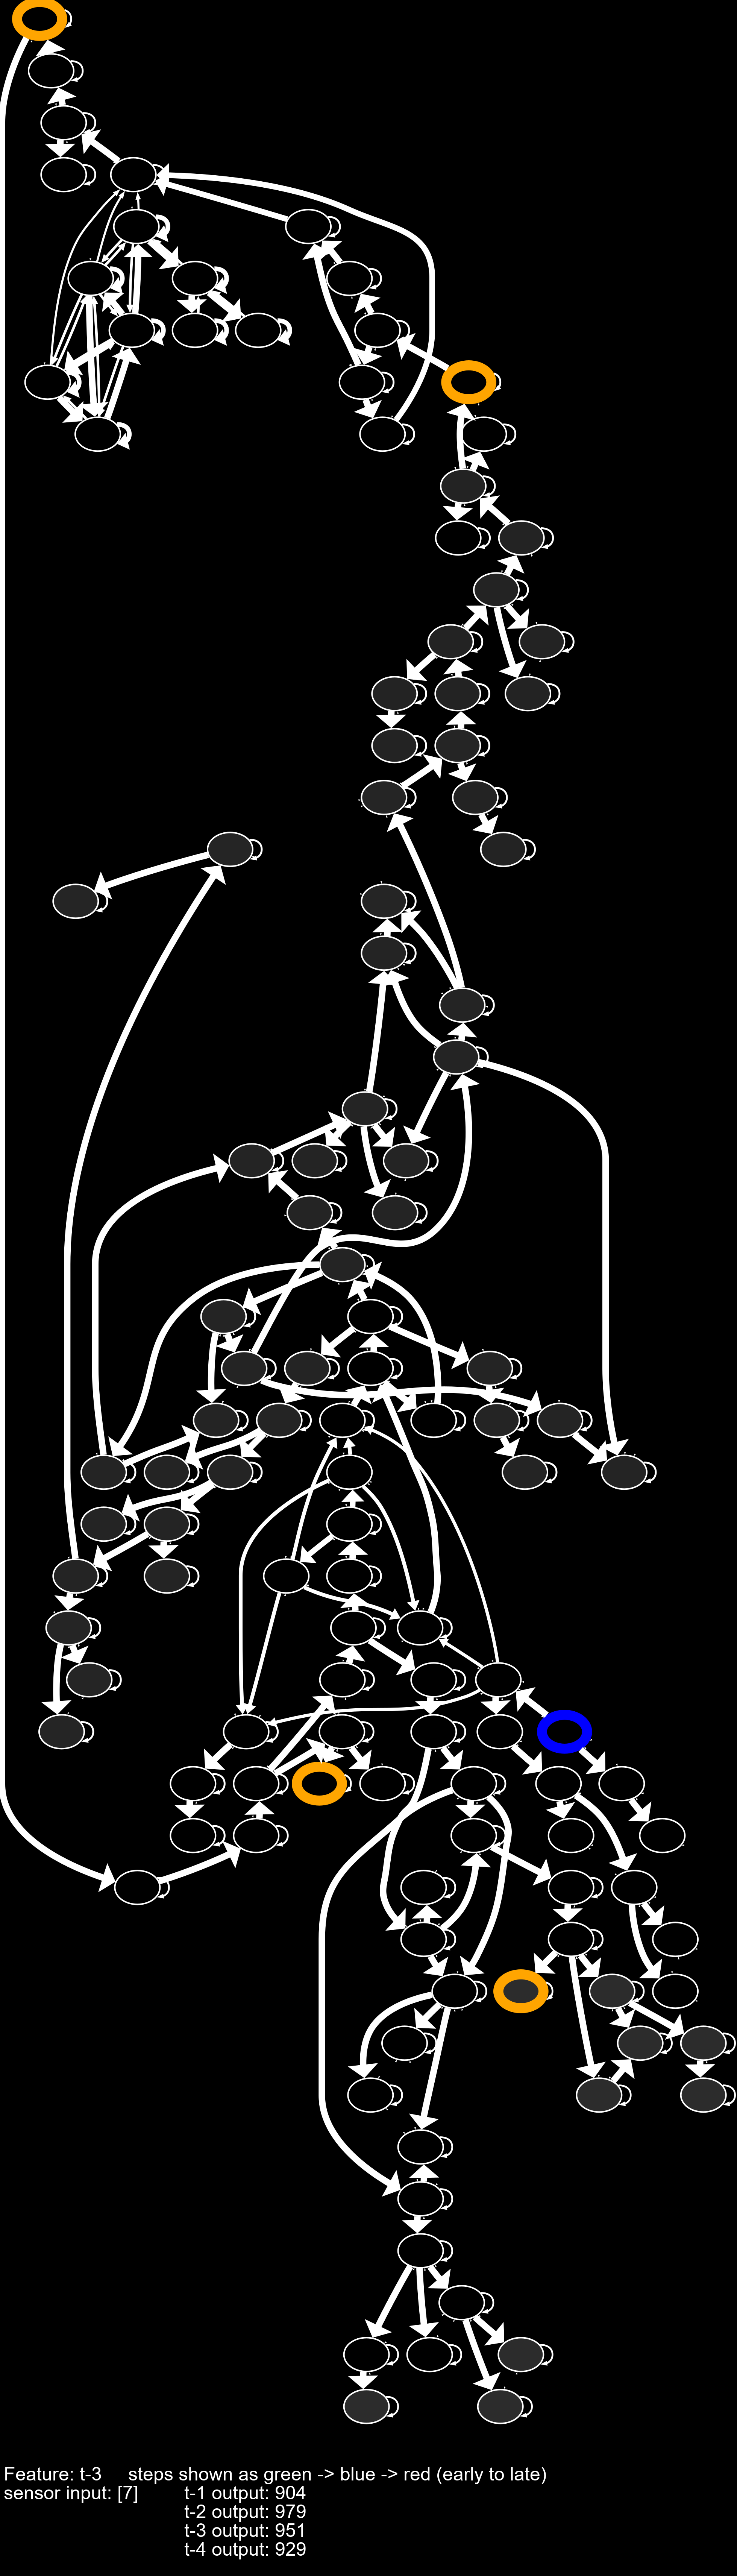 Feature: t-3 steps shown as green -> blue -> red (early to late)
sensor input: [7] t-1 output: 904
t-2 output: 979
t-3 output: 951
t-4 output: 929